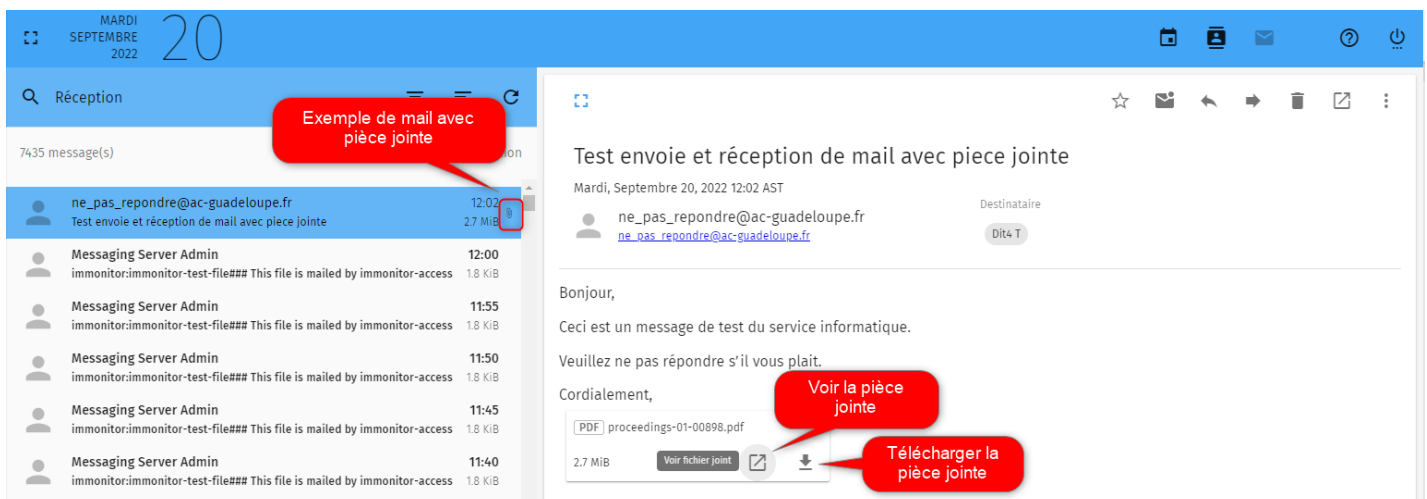 MARDI
SEPTEMBRE
2022
20
Réception
Exemple de mail avec
pièce jointe
7435 message(s)
ne_pas_repondre@ac-guadeloupe.fr 12:02
Test envoie et réception de mail avec piece jointe 2.7 MiB
Messaging Server Admin 12:00
immonitor:immonitor-test-file### This file is mailed by immonitor-access 1.8 KiB
Messaging Server Admin 11:55
immonitor:immonitor-test-file### This file is mailed by immonitor-access 1.8 KiB
Messaging Server Admin 11:50
immonitor:immonitor-test-file### This file is mailed by immonitor-access 1.8 KiB
Messaging Server Admin 11:45
immonitor:immonitor-test-file### This file is mailed by immonitor-access 1.8 KiB
Messaging Server Admin 11:40
immonitor:immonitor-test-file### This file is mailed by immonitor-access 1.8 KiB
Test envoie et réception de mail avec piece jointe
Mardi, Septembre 20, 2022 12:02 AST
ne_pas_repondre@ac-guadeloupe.fr
ne_pas_repondre@ac-guadeloupe.fr
Destinataire
Dit4 T
Bonjour,
Ceci est un message de test du service informatique.
Veuillez ne pas répondre s'il vous plait.
Cordialement,
Voir la pièce
jointe
PDF proceedings-01-00898.pdf
2.7 MiB Voir fichier joint
Télécharger la
pièce jointe